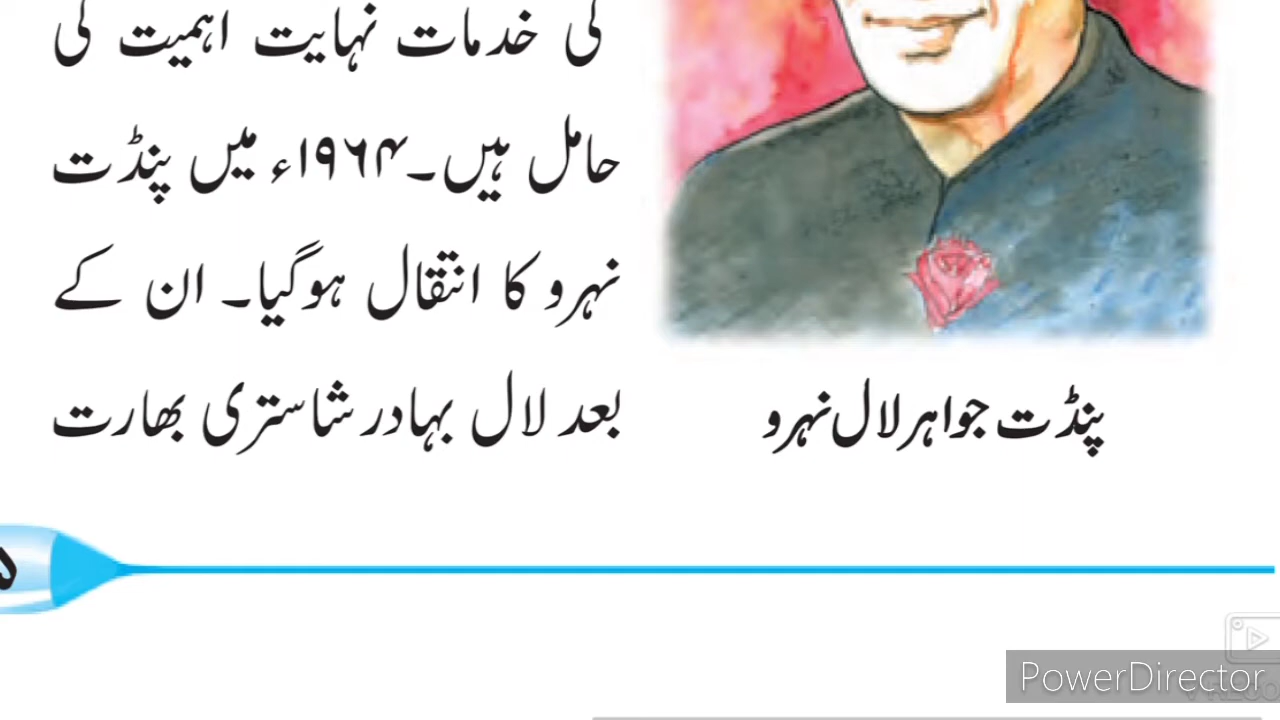 کی خدمات نہایت اہمیت کی
حامل ہیں۔ ۱۹۶۴ء میں پنڈت
نہرو کا انتقال ہوگیا۔ ان کے
بعد لال بہادر شاستری بھارت
پنڈت جواہر لال نہرو
PowerDirector